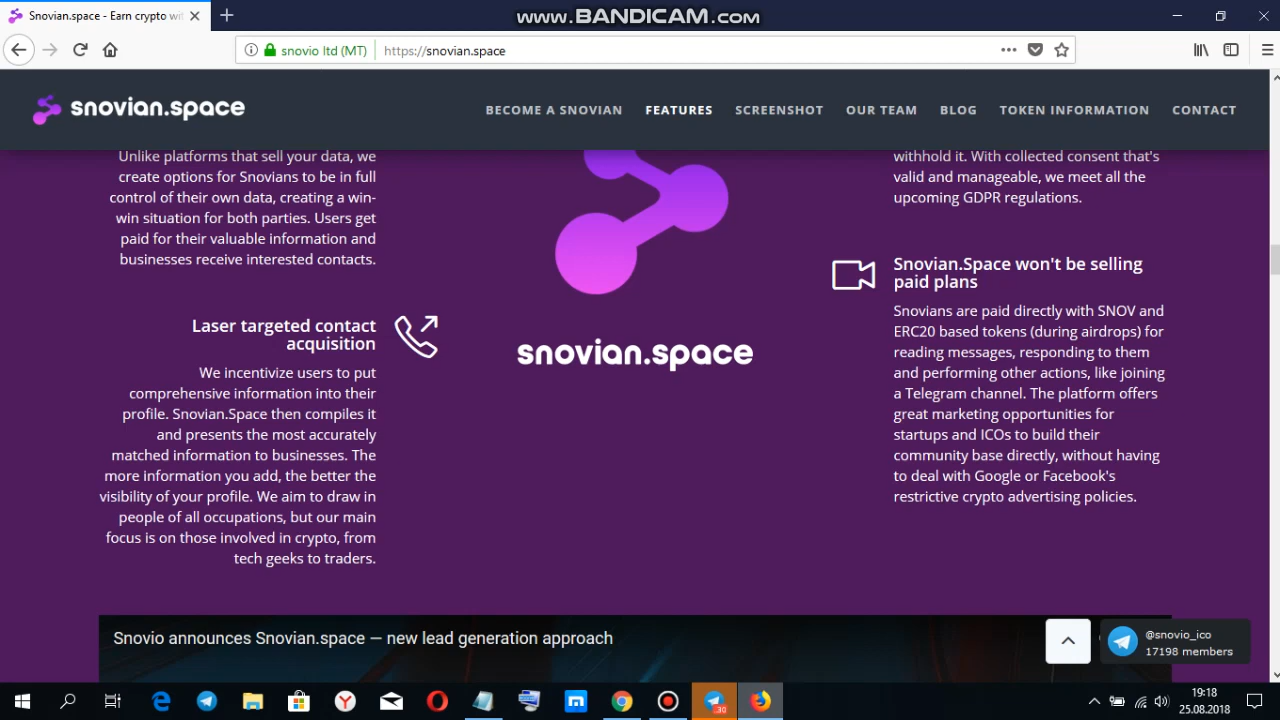 Snovian.space - Earn crypto wit
www.BANDICAM.com
snovio ltd (MT)
https://snovian.space
snovian.space
BECOME A SNOVIAN
FEATURES
SCREENSHOT
OUR TEAM
BLOG
TOKEN INFORMATION
CONTACT
Unlike platforms that sell your data, we
create options for Snovians to be in full
control of their own data, creating a win-
win situation for both parties. Users get
paid for their valuable information and
businesses receive interested contacts.
Laser targeted contact
acquisition
We incentivize users to put
comprehensive information into their
profile. Snovian.Space then compiles it
and presents the most accurately
matched information to businesses. The
more information you add, the better the
visibility of your profile. We aim to draw in
people of all occupations, but our main
focus is on those involved in crypto, from
tech geeks to traders.
snovian.space
withhold it. With collected consent that's
valid and manageable, we meet all the
upcoming GDPR regulations.
Snovian.Space won't be selling
paid plans
Snovians are paid directly with SNOV and
ERC20 based tokens (during airdrops) for
reading messages, responding to them
and performing other actions, like joining
a Telegram channel. The platform offers
great marketing opportunities for
startups and ICOs to build their
community base directly, without having
to deal with Google or Facebook's
restrictive crypto advertising policies.
Snovio announces Snovian.space — new lead generation approach
@snovio_ico
17198 members
30
19:18
25.08.2018